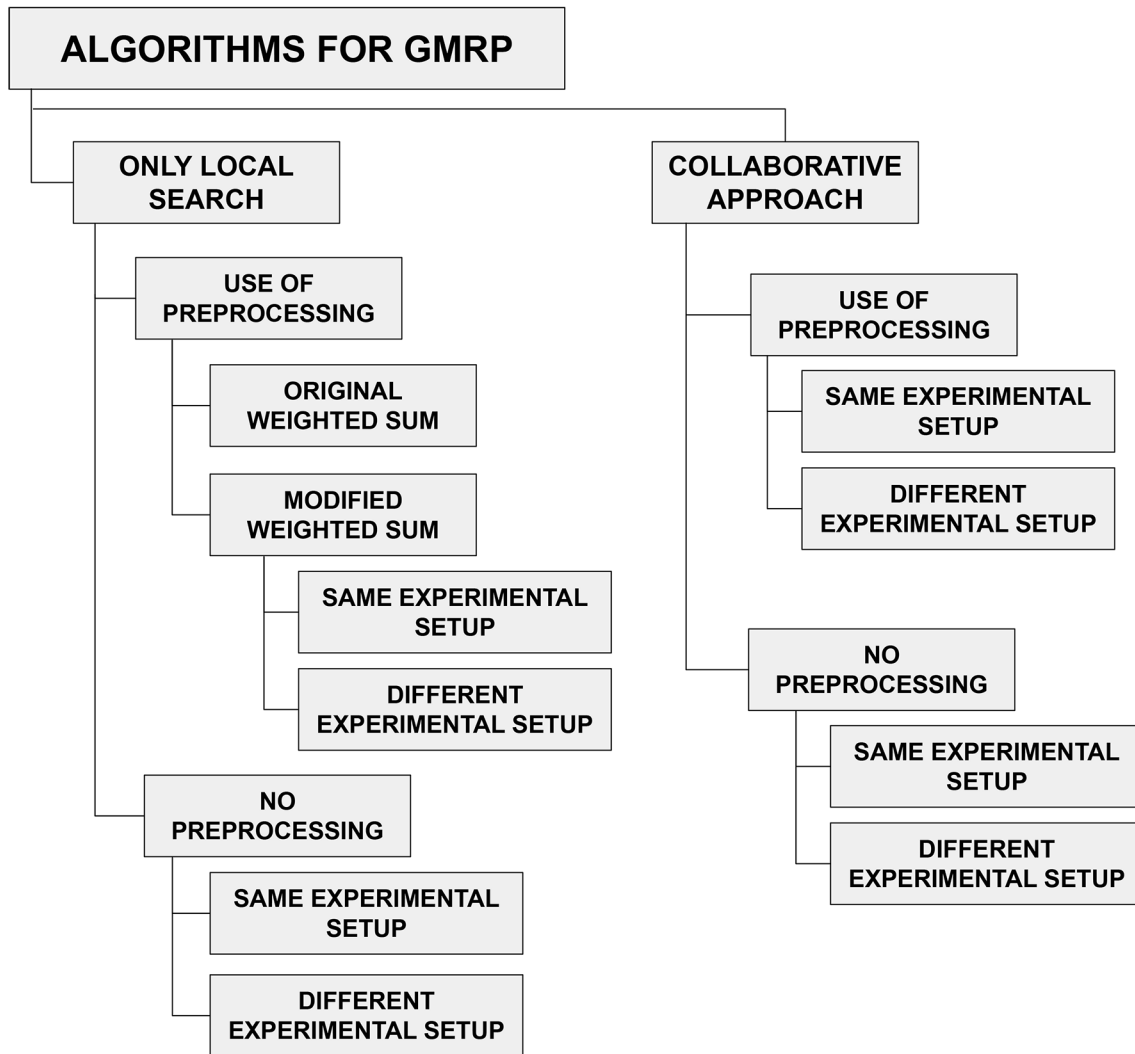 ALGORITHMS FOR GMRP
ONLY LOCAL
SEARCH
USE OF
PREPROCESSING
ORIGINAL
WEIGHTED SUM
MODIFIED
WEIGHTED SUM
SAME EXPERIMENTAL
SETUP
DIFFERENT
EXPERIMENTAL SETUP
NO
PREPROCESSING
SAME EXPERIMENTAL
SETUP
DIFFERENT
EXPERIMENTAL SETUP
COLLABORATIVE
APPROACH
USE OF
PREPROCESSING
SAME EXPERIMENTAL
SETUP
DIFFERENT
EXPERIMENTAL SETUP
NO
PREPROCESSING
SAME EXPERIMENTAL
SETUP
DIFFERENT
EXPERIMENTAL SETUP